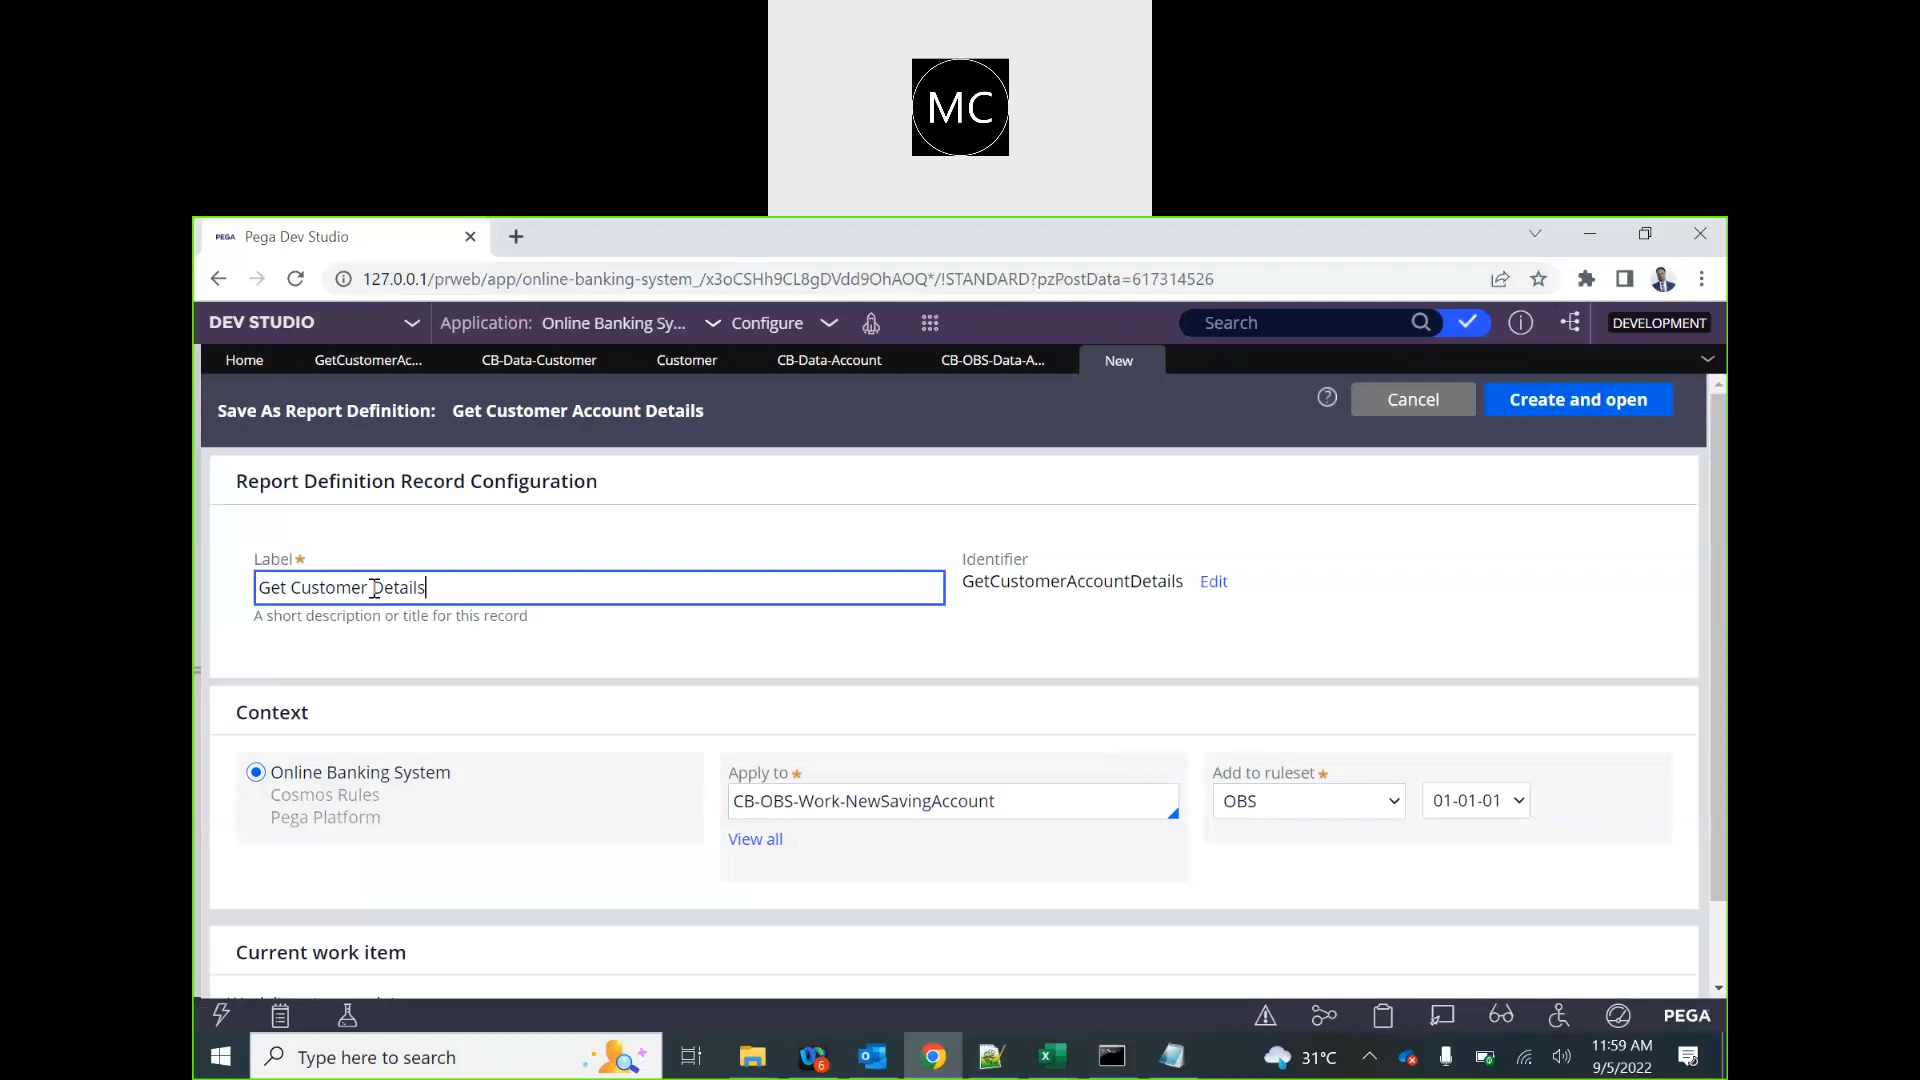 MC
PEGA Pega Dev Studio
127.0.0.1/prweb/app/online-banking-system_/x3oCSHh9CL8gDVdd9OhAOQ*/!STANDARD?pzPostData=617314526
DEV STUDIO Application: Online Banking Sy... Configure Search DEVELOPMENT
Home GetCustomerAc... CB-Data-Customer Customer CB-Data-Account CB-OBS-Data-A... New
Save As Report Definition: Get Customer Account Details Cancel Create and open
Report Definition Record Configuration
Label★ Identifier
Get Customer Details GetCustomerAccountDetails Edit
A short description or title for this record
Context
Online Banking System Apply to ★ Add to ruleset ★
Cosmos Rules CB-OBS-Work-NewSavingAccount OBS 01-01-01
Pega Platform
View all
Current work item
PEGA
Type here to search 6 31°C 11:59 AM
9/5/2022